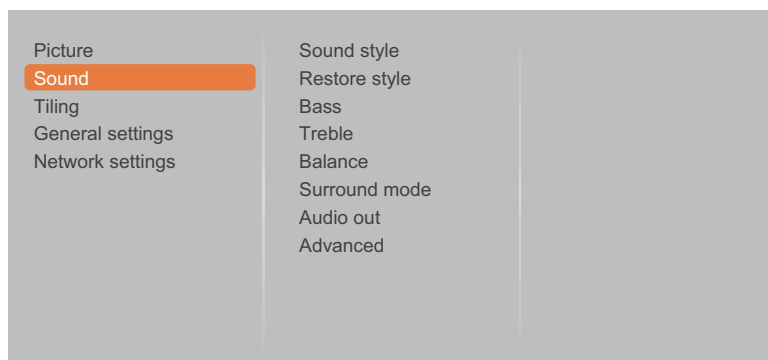 Picture
Sound
Tiling
General settings
Network settings
Sound style
Restore style
Bass
Treble
Balance
Surround mode
Audio out
Advanced